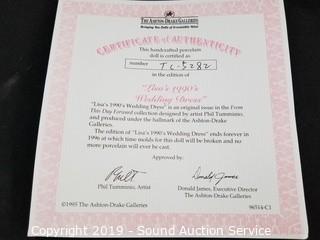 THE ASHTON-DRAKE GALLERIES
Bringing You Dolls of Irresistible Value
CERTIFICATE of AUTHENTICITY
This handcrafted porcelain
doll is certified as
number TC-5282
in the edition of
"Lisa's 1990's
Wedding Dress"
"Lisa's 1990's Wedding Dress" is an original issue in the From
This Day Forward collection designed by artist Phil Tumminio,
and produced under the hallmark of the Ashton-Drake
Galleries.
The edition of "Lisa's 1990's Wedding Dress" ends forever in
1996 at which time molds for this doll will be broken and no
more porcelain will ever be cast.
Approved by:
Phil Tumminio, Artist
Donald James
Donald James, Executive Director
The Ashton-Drake Galleries
©1995 The Ashton-Drake Galleries
96514-C1
Copyright 2019 - Sound Auction Service